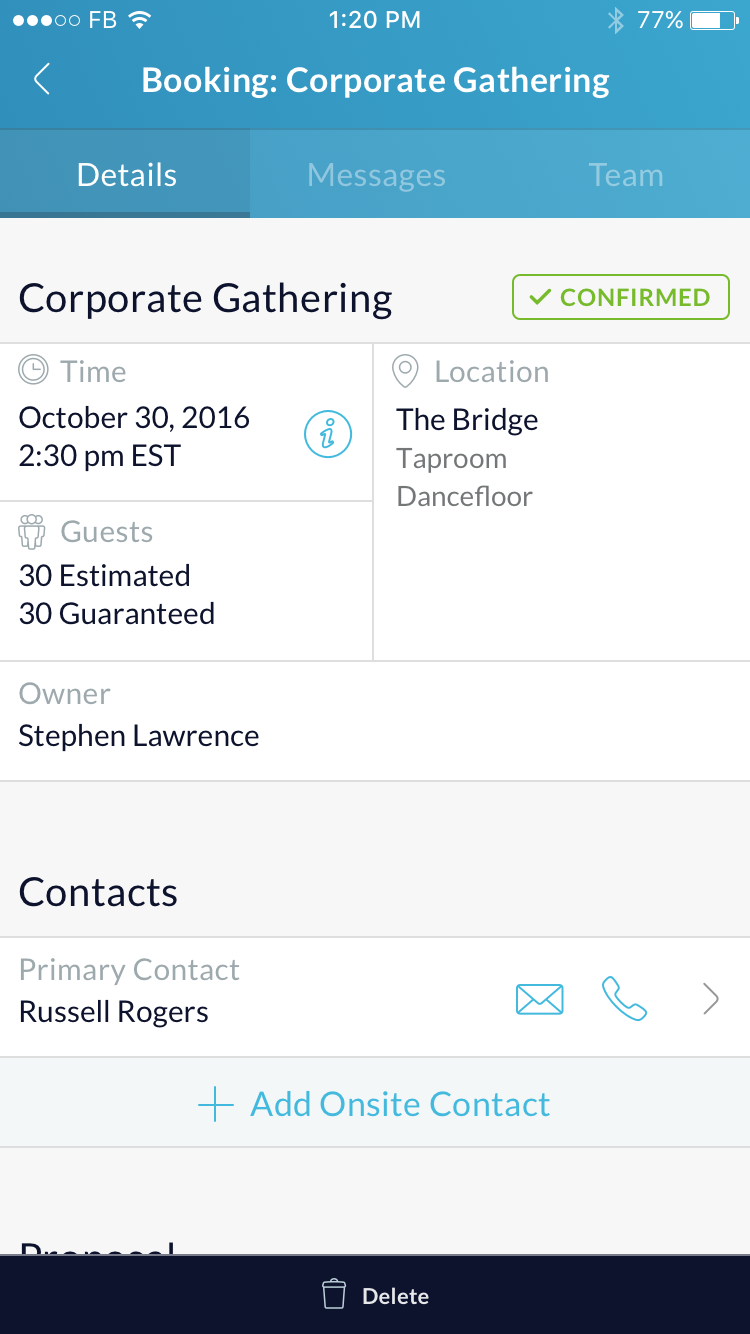 FB
1:20 PM
77%
Booking: Corporate Gathering
Details
Messages
Team
Corporate Gathering
CONFIRMED
Time
October 30, 2016
2:30 pm EST
Location
The Bridge
Taproom
Dancefloor
Guests
30 Estimated
30 Guaranteed
Owner
Stephen Lawrence
Contacts
Primary Contact
Russell Rogers
Add Onsite Contact
Proposal
Delete